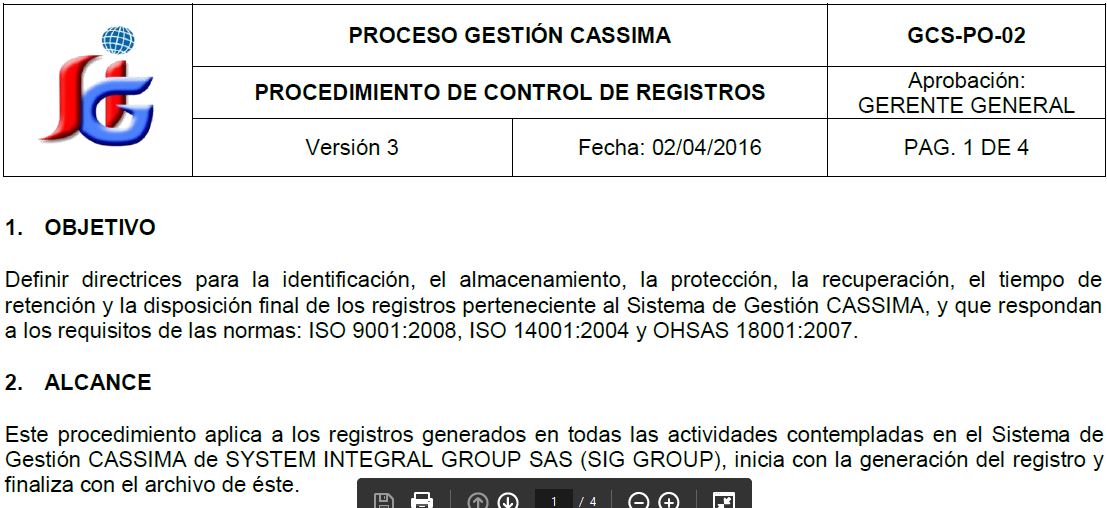 PROCESO GESTIÓN CASSIMA
GCS-PO-02
PROCEDIMIENTO DE CONTROL DE REGISTROS
Aprobación:
GERENTE GENERAL
Versión 3
Fecha: 02/04/2016
PAG. 1 DE 4
SIG
1. OBJETIVO
Definir directrices para la identificación, el almacenamiento, la protección, la recuperación, el tiempo de
retención y la disposición final de los registros perteneciente al Sistema de Gestión CASSIMA, y que respondan
a los requisitos de las normas: ISO 9001:2008, ISO 14001:2004 y OHSAS 18001:2007.
2. ALCANCE
Este procedimiento aplica a los registros generados en todas las actividades contempladas en el Sistema de
Gestión CASSIMA de SYSTEM INTEGRAL GROUP SAS (SIG GROUP), inicia con la generación del registro y
finaliza con el archivo de éste.
1 / 4